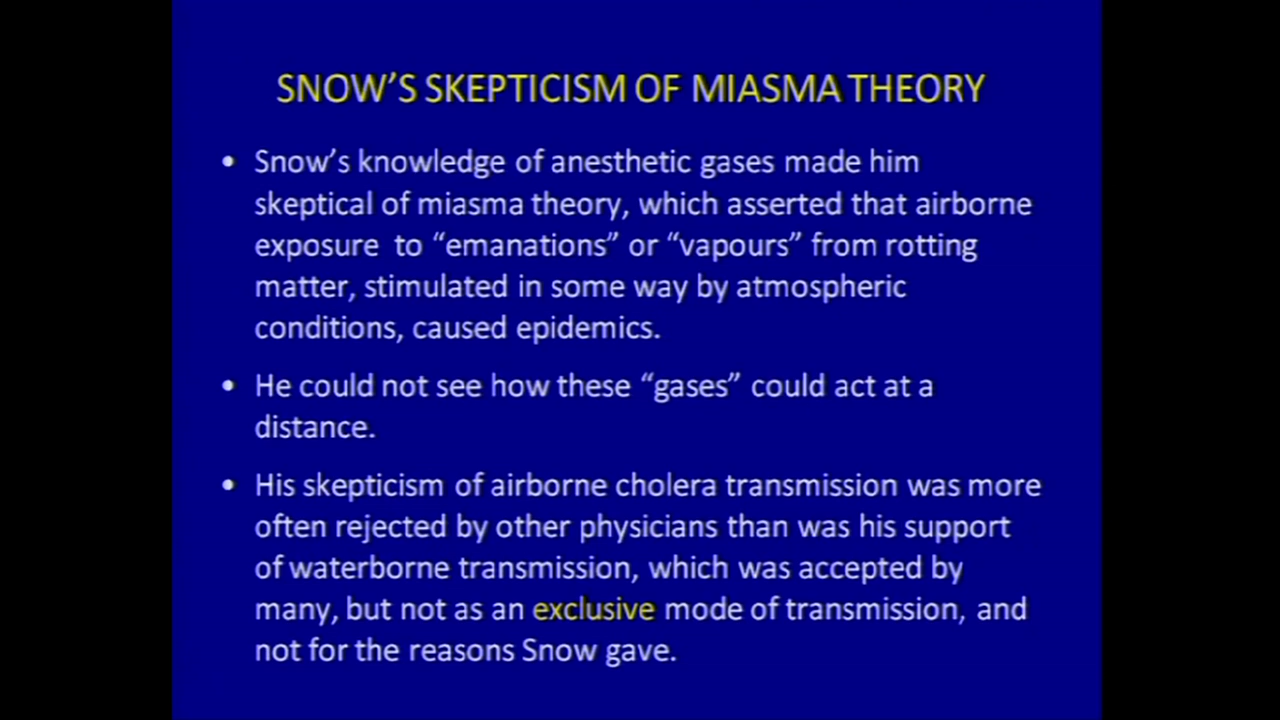 SNOW’S SKEPTICISM OF MIASMA THEORY
• Snow’s knowledge of anesthetic gases made him
skeptical of miasma theory, which asserted that airborne
exposure  to “emanations” or “vapours” from rotting
matter, stimulated in some way by atmospheric
conditions, caused epidemics.
• He could not see how these “gases” could act at a
distance.
• His skepticism of airborne cholera transmission was more
often rejected by other physicians than was his support
of waterborne transmission, which was accepted by
many, but not as an exclusive mode of transmission, and
not for the reasons Snow gave.